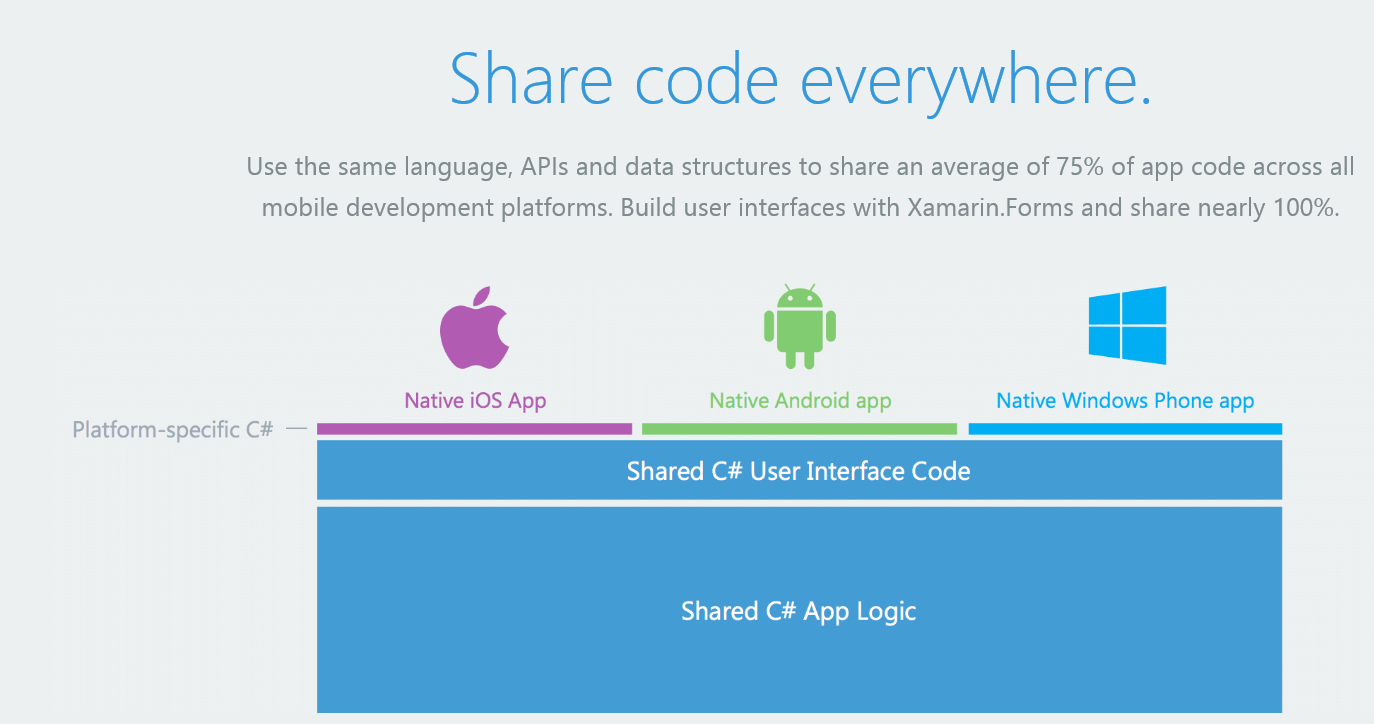 Share code everywhere.
Use the same language, APIs and data structures to share an average of 75% of app code across all
mobile development platforms. Build user interfaces with Xamarin.Forms and share nearly 100%.
Native iOS App
Native Android app
Native Windows Phone app
Platform-specific C#
Shared C# User Interface Code
Shared C# App Logic